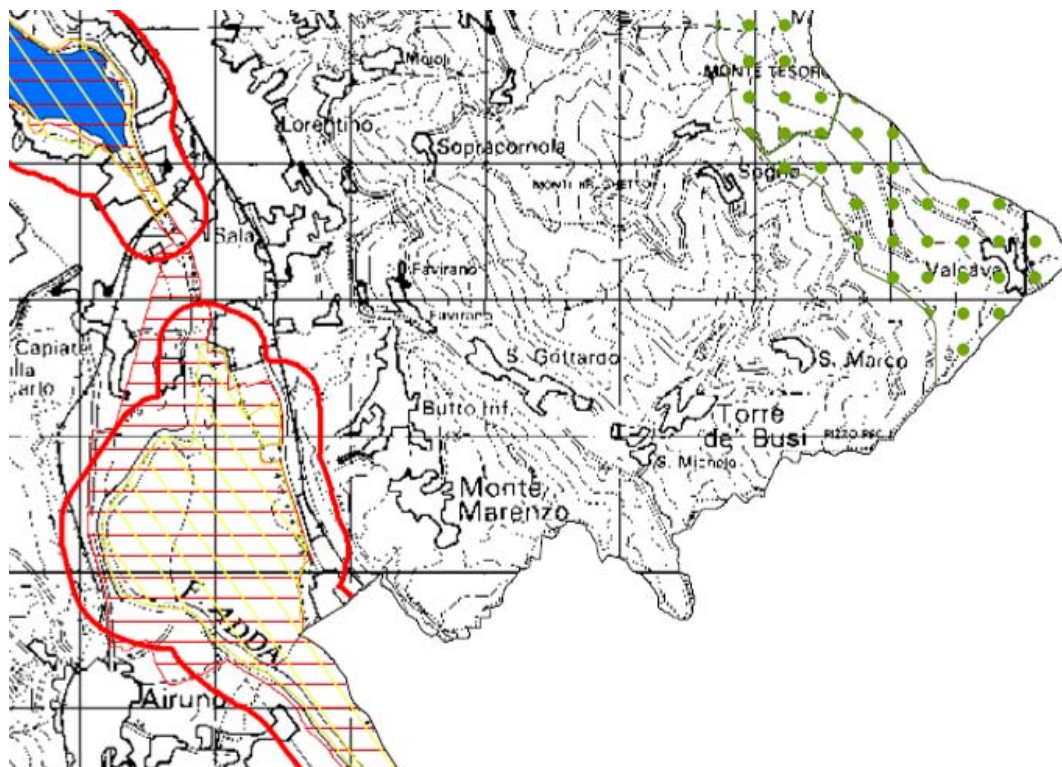 Moioli
MONTE TESORO
Lorentino
Sopracornola
Sogno
Sala
Favirano
Favirano
Valcava
Capiate
S. Gottardo
S. Marco
Butto Inf.
Torre
de' Busi
S. Michele
Monte
Marenzo
F. ADDA
Airuno